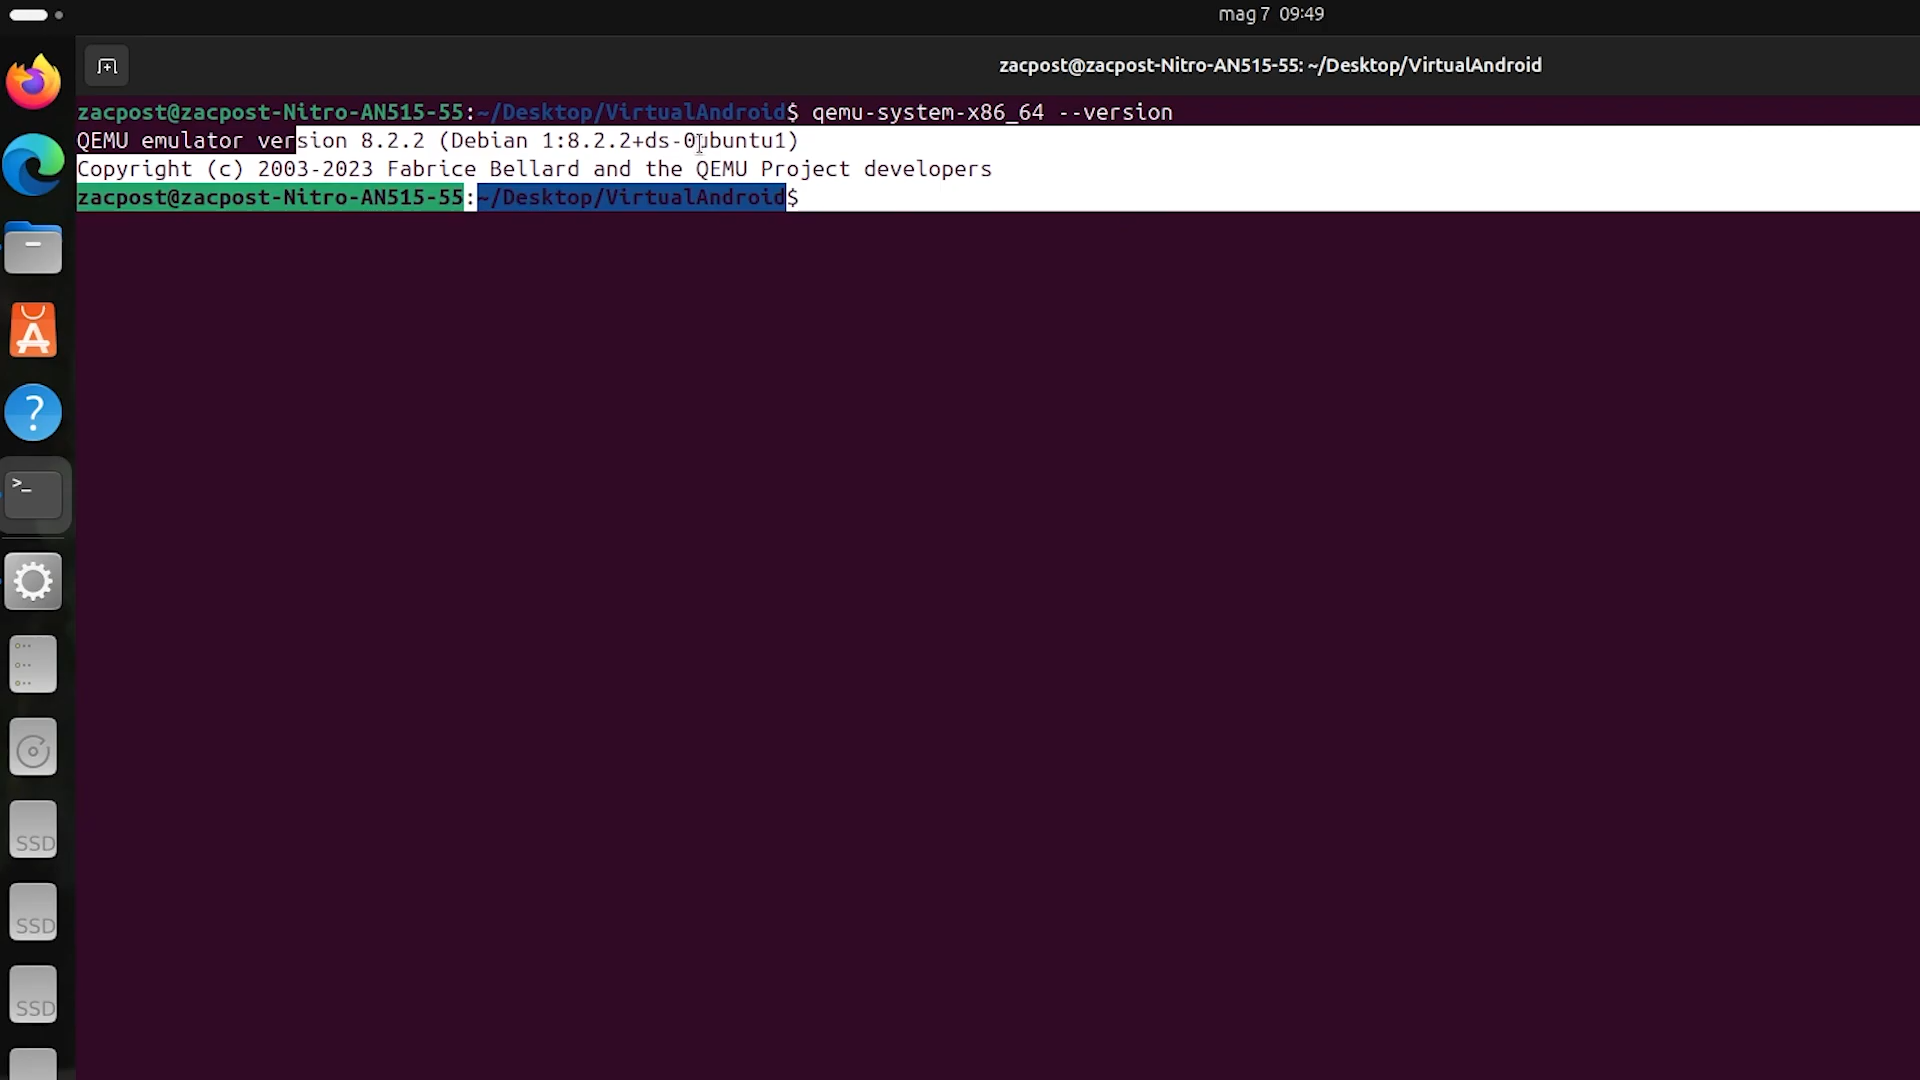 mag 7 09:49
zacpost@zacpost-Nitro-AN515-55: ~/Desktop/VirtualAndroid
zacpost@zacpost-Nitro-AN515-55:~/Desktop/VirtualAndroid$ qemu-system-x86_64 --version
QEMU emulator version 8.2.2 (Debian 1:8.2.2+ds-0ubuntu1)
Copyright (c) 2003-2023 Fabrice Bellard and the QEMU Project developers
zacpost@zacpost-Nitro-AN515-55:~/Desktop/VirtualAndroid$
SSD
SSD
SSD